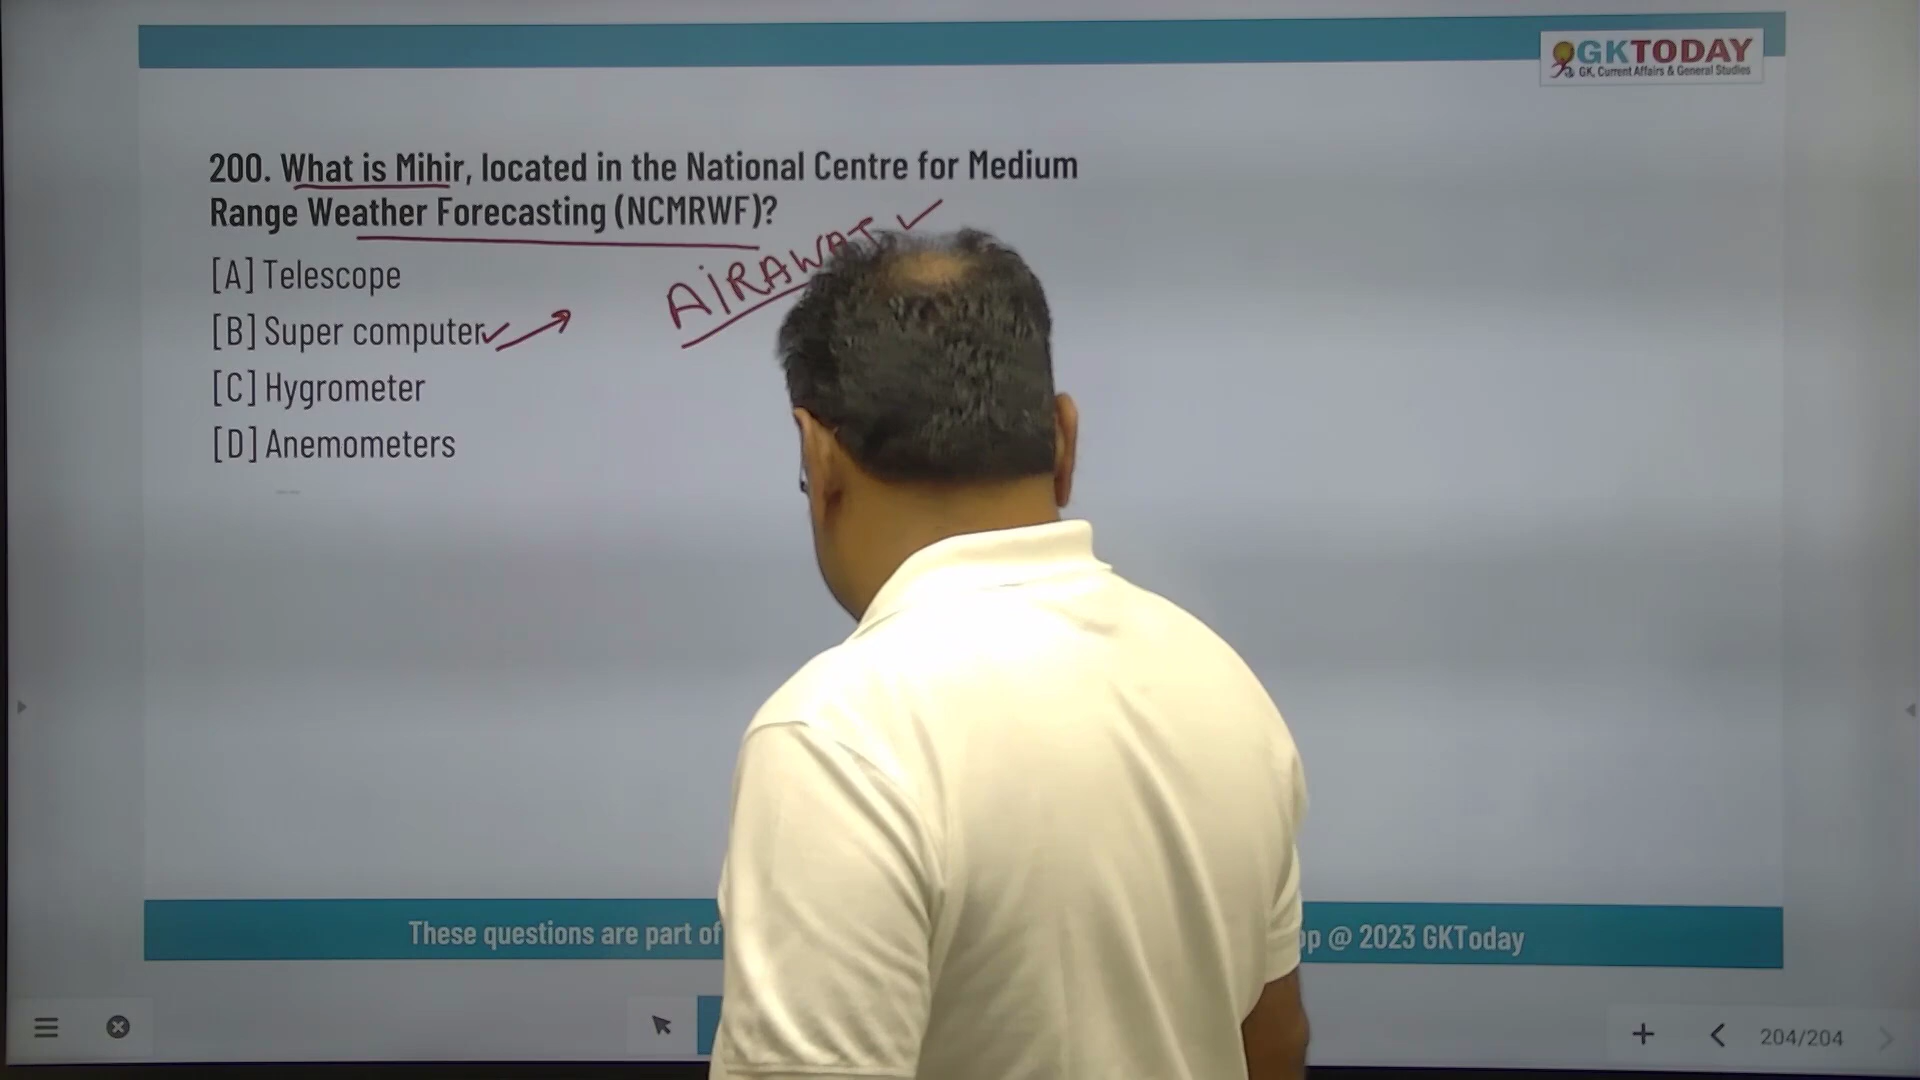 GKTODAY
GK, Current Affairs & General Studies
200. What is Mihir, located in the National Centre for Medium
Range Weather Forecasting (NCMRWF)?
AIRAWAT
[A] Telescope
[B] Super computer
[C] Hygrometer
[D] Anemometers
These questions are part of
@ 2023 GKToday
204/204